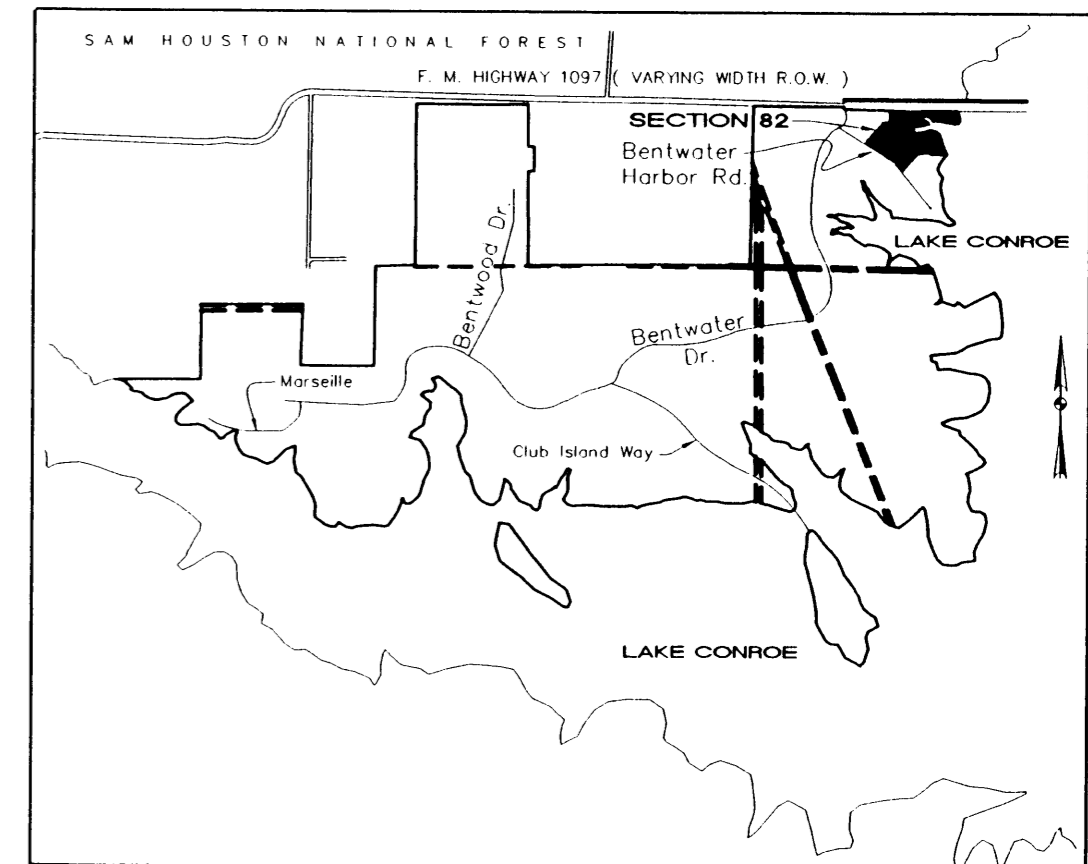 SAM HOUSTON NATIONAL FOREST
F. M. HIGHWAY 1097 ( VARYING WIDTH R.O.W. )
SECTION 82
Bentwater
Harbor Rd.
LAKE CONROE
Bentwood Dr.
Bentwater
Dr.
Marseille
Club Island Way
LAKE CONROE